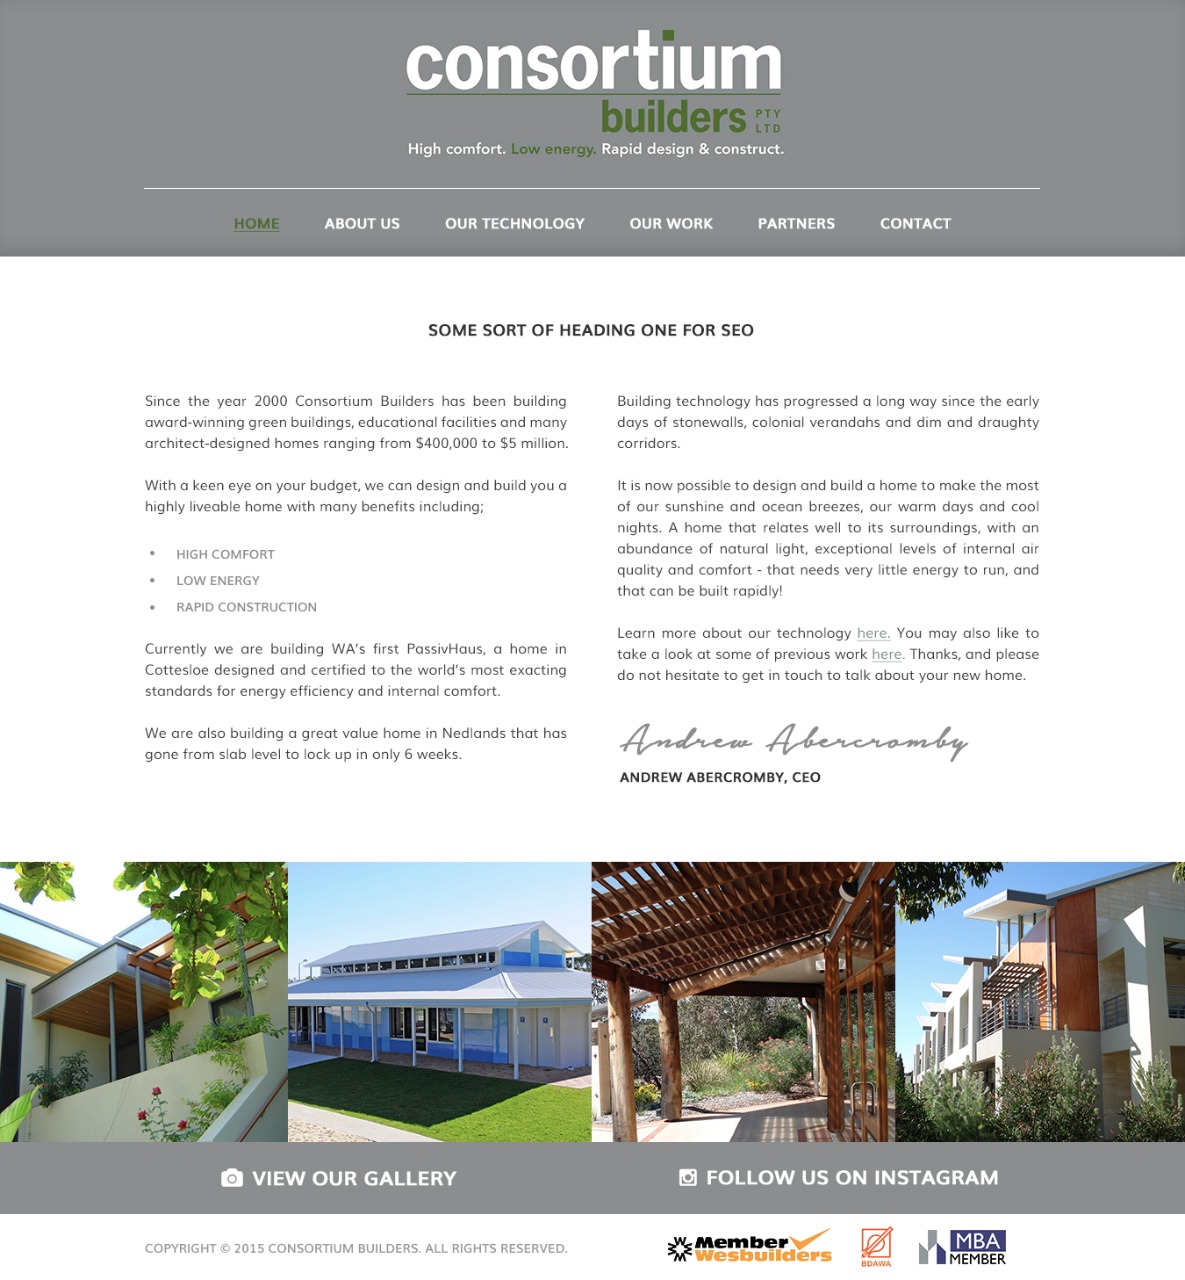 consortium
builders PTY LTD
High comfort. Low energy. Rapid design & construct.
HOME ABOUT US OUR TECHNOLOGY OUR WORK PARTNERS CONTACT
SOME SORT OF HEADING ONE FOR SEO
Since the year 2000 Consortium Builders has been building
award-winning green buildings, educational facilities and many
architect-designed homes ranging from $400,000 to $5 million.
With a keen eye on your budget, we can design and build you a
highly liveable home with many benefits including;
• HIGH COMFORT
• LOW ENERGY
• RAPID CONSTRUCTION
Currently we are building WA’s first PassivHaus, a home in
Cottesloe designed and certified to the world’s most exacting
standards for energy efficiency and internal comfort.
We are also building a great value home in Nedlands that has
gone from slab level to lock up in only 6 weeks.
Building technology has progressed a long way since the early
days of stonewalls, colonial verandahs and dim and draughty
corridors.
It is now possible to design and build a home to make the most
of our sunshine and ocean breezes, our warm days and cool
nights. A home that relates well to its surroundings, with an
abundance of natural light, exceptional levels of internal air
quality and comfort - that needs very little energy to run, and
that can be built rapidly!
Learn more about our technology here. You may also like to
take a look at some of previous work here. Thanks, and please
do not hesitate to get in touch to talk about your new home.
Andrew Abercromby
ANDREW ABERCROMBY, CEO
VIEW OUR GALLERY
FOLLOW US ON INSTAGRAM
COPYRIGHT © 2015 CONSORTIUM BUILDERS. ALL RIGHTS RESERVED.
Member
Wesbuilders
BDAWA
MBA
MEMBER